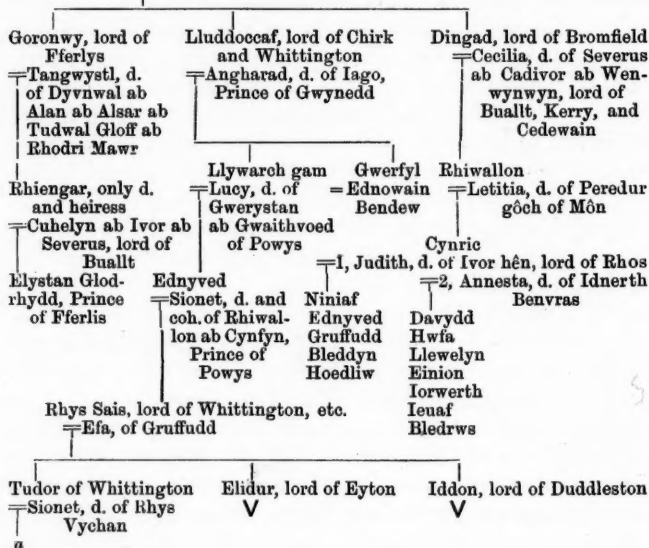 Goronwy, lord of
Fferlys
Tangwystl, d.
of Dyvnwal ab
Alan ab Alsar ab
Tudwal Gloff ab
Rhodri Mawr
Lluddoccaf, lord of Chirk
and Whittington
Angharad, d. of Iago,
Prince of Gwynedd
Dingad, lord of Bromfield
Cecilia, d. of Severus
ab Cadivor ab Wen-
wynwyn, lord of
Buallt, Kerry, and
Cedewain
Rhiengar, only d.
and heiress
Cuhelyn ab Ivor ab
Severus, lord of
Buallt
Elystan Glod-
rhydd, Prince
of Fferlis
Llywarch gam
Lucy, d. of
Gwerystan
ab Gwaithvoed
of Powys
Gwerfyl
= Ednowain
Bendew
Rhiwallon
Letitia, d. of Peredur
gôch of Môn
Ednyved
Sionet, d. and
coh. of Rhiwal-
lon ab Cynfyn,
Prince of
Powys
Cynric
1, Judith, d. of Ivor hên, lord of Rhos
2, Annesta, d. of Idnerth
Benvras
Niniaf
Ednyved
Gruffudd
Bleddyn
Hoedliw
Davydd
Hwfa
Llewelyn
Einion
Iorwerth
Ieuaf
Bledrws
Rhys Sais, lord of Whittington, etc.
Efa, of Gruffudd
Tudor of Whittington
Sionet, d. of Rhys
Vychan
a
Elidur, lord of Eyton
V
Iddon, lord of Duddleston
V